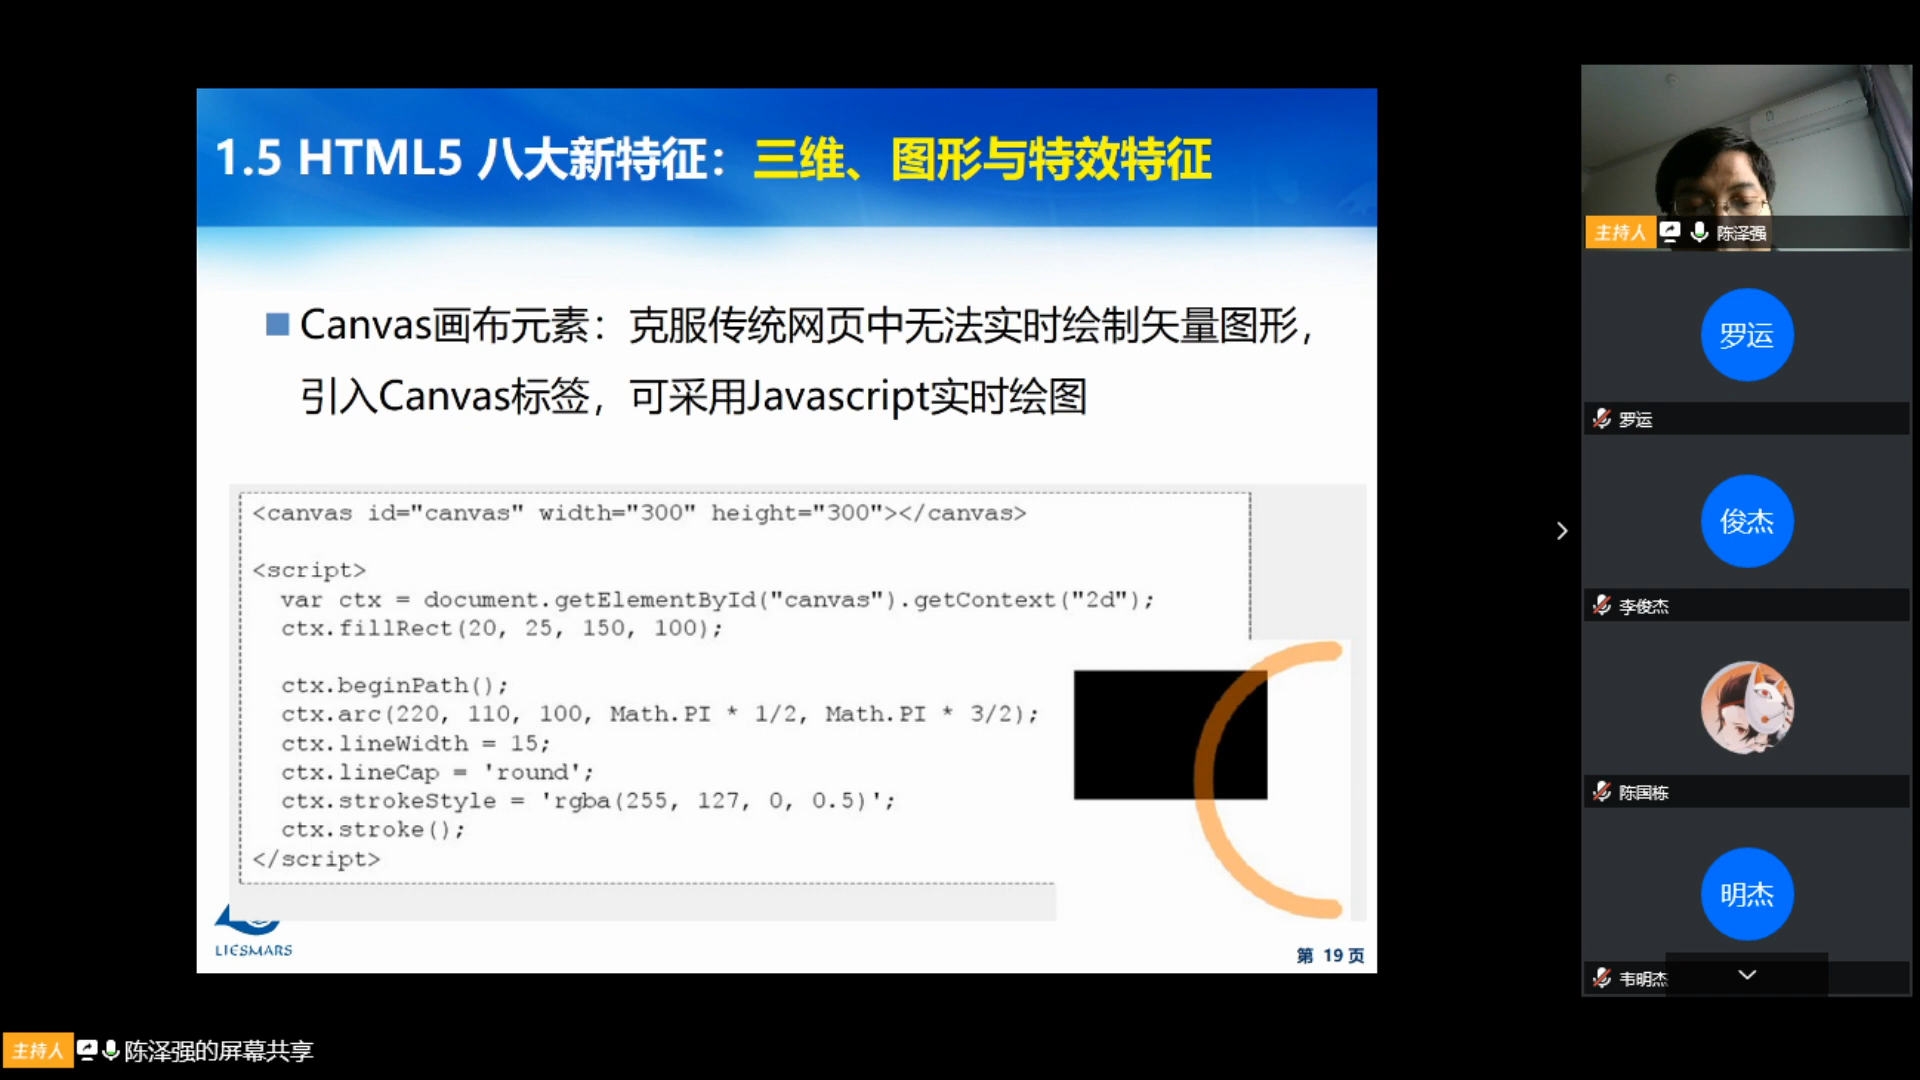 1.5 HTML5 八大新特征：三维、图形与特效特征
Canvas画布元素：克服传统网页中无法实时绘制矢量图形，
引入Canvas标签，可采用Javascript实时绘图
<canvas id="canvas" width="300" height="300"></canvas>
<script>
var ctx = document.getElementById("canvas").getContext("2d");
ctx.fillRect(20, 25, 150, 100);
ctx.beginPath();
ctx.arc(220, 110, 100, Math.PI * 1/2, Math.PI * 3/2);
ctx.lineWidth = 15;
ctx.lineCap = 'round';
ctx.strokeStyle = 'rgba(255, 127, 0, 0.5)';
ctx.stroke();
</script>
LIESMARS
第 19 页
主持人 陈泽强
罗运
罗运
俊杰
李俊杰
陈国栋
明杰
韦明杰
主持人 陈泽强的屏幕共享